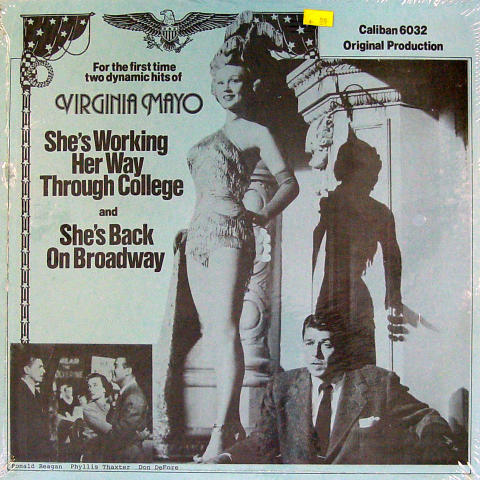 Caliban 6032
Original Production
For the first time
two dynamic hits of
VIRGINIA MAYO
She's Working
Her Way
Through College
and
She's Back
On Broadway
Ronald Reagan Phyllis Thaxter Don DeFore